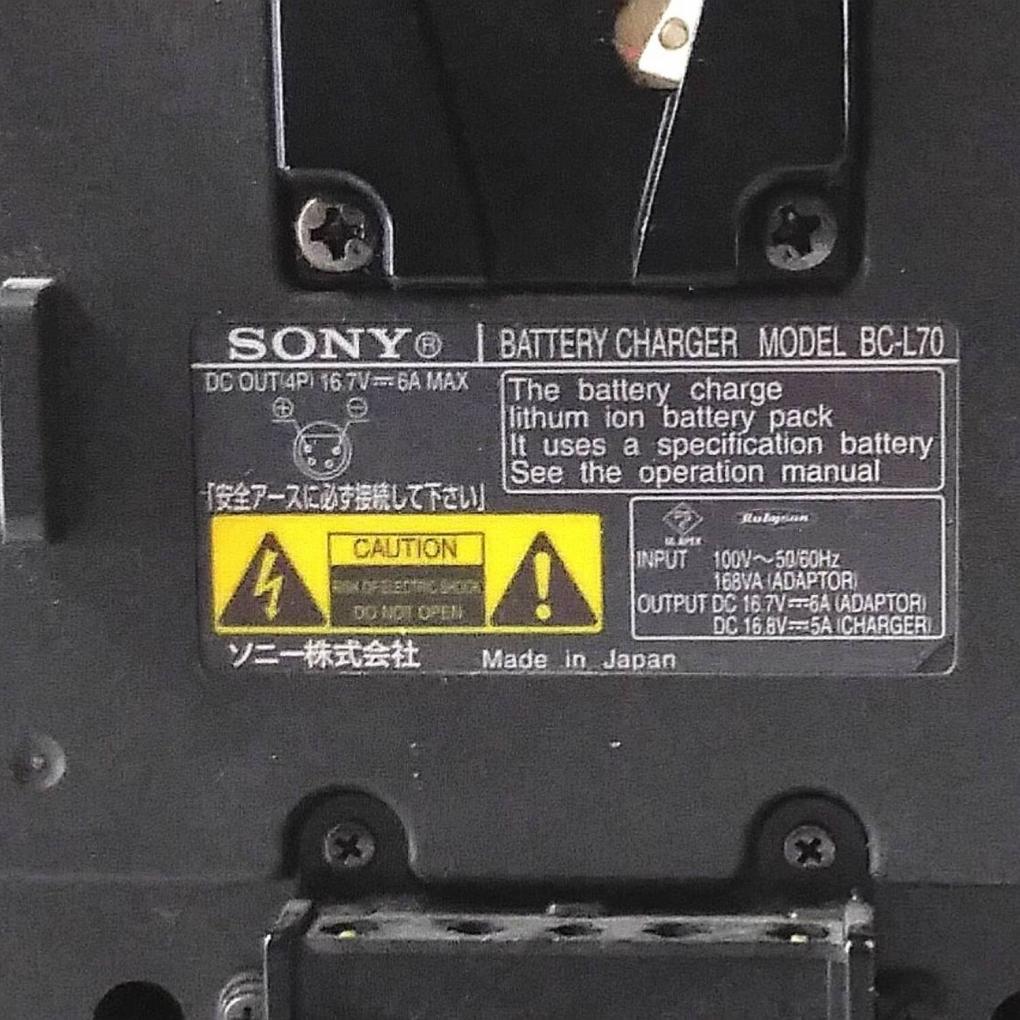 SONY® BATTERY CHARGER MODEL BC-L70
DC OUT(4P) 16.7V⎓6A MAX
⊕ ⊖
「安全アースに必ず接続して下さい」
The battery charge
lithum ion battery pack
It uses a specification battery
See the operation manual
CAUTION
RISK OF ELECTRIC SHOCK
DO NOT OPEN
Rubycon
INPUT 100V～50/60Hz
168VA (ADAPTOR)
OUTPUT DC 16.7V⎓6A (ADAPTOR)
DC 16.8V⎓5A (CHARGER)
ソニー株式会社 Made in Japan